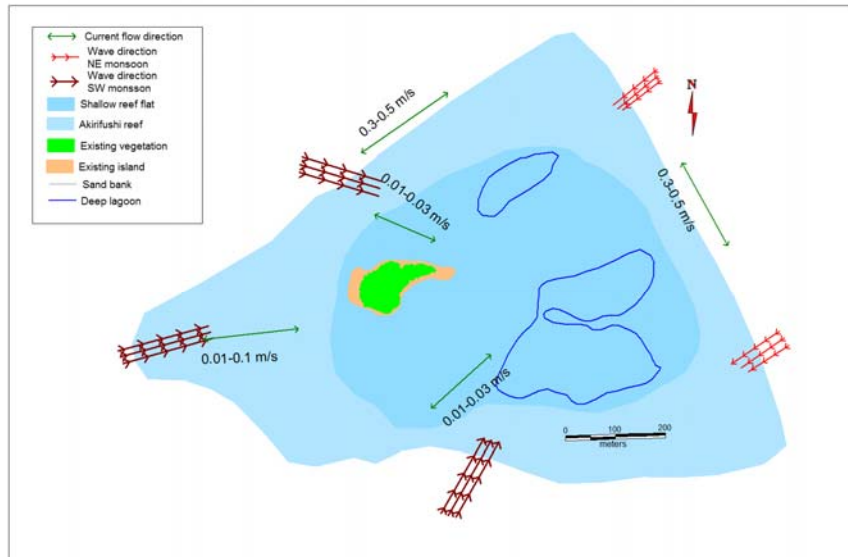 Current flow direction
Wave direction
NE monsoon
Wave direction
SW monsson
Shallow reef flat
Akirifushi reef
Existing vegetation
Existing island
Sand bank
Deep lagoon
0.3-0.5 m/s
N
0.01-0.03 m/s
0.3-0.5 m/s
0.01-0.1 m/s
0.01-0.03 m/s
0 100 200
meters